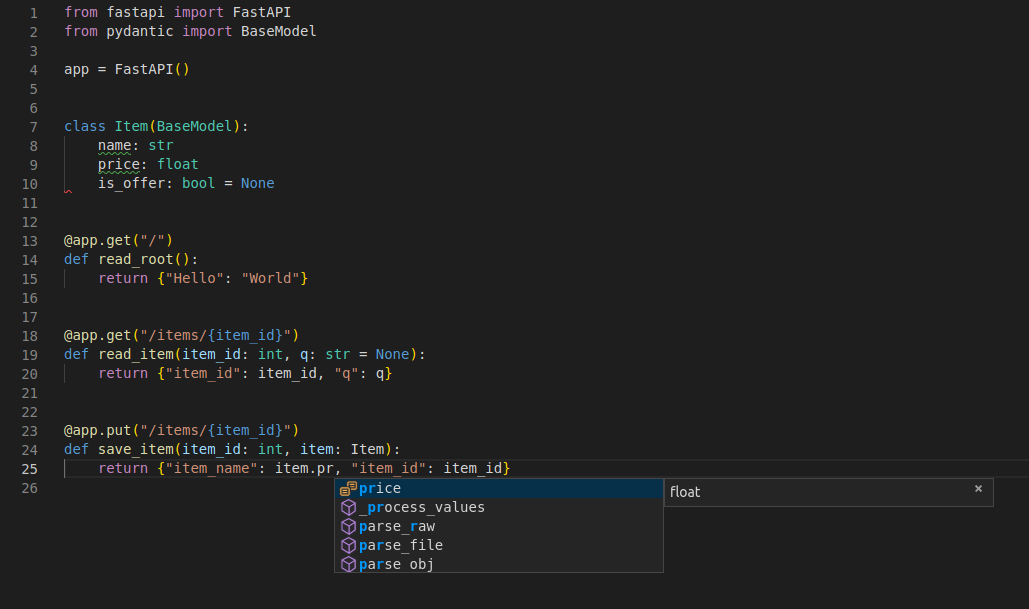 1 from fastapi import FastAPI
2 from pydantic import BaseModel
3
4 app = FastAPI()
5
6
7 class Item(BaseModel):
8     name: str
9     price: float
10     is_offer: bool = None
11
12
13 @app.get("/")
14 def read_root():
15     return {"Hello": "World"}
16
17
18 @app.get("/items/{item_id}")
19 def read_item(item_id: int, q: str = None):
20     return {"item_id": item_id, "q": q}
21
22
23 @app.put("/items/{item_id}")
24 def save_item(item_id: int, item: Item):
25     return {"item_name": item.pr, "item_id": item_id}
26
price
float ×
_process_values
parse_raw
parse_file
parse obj